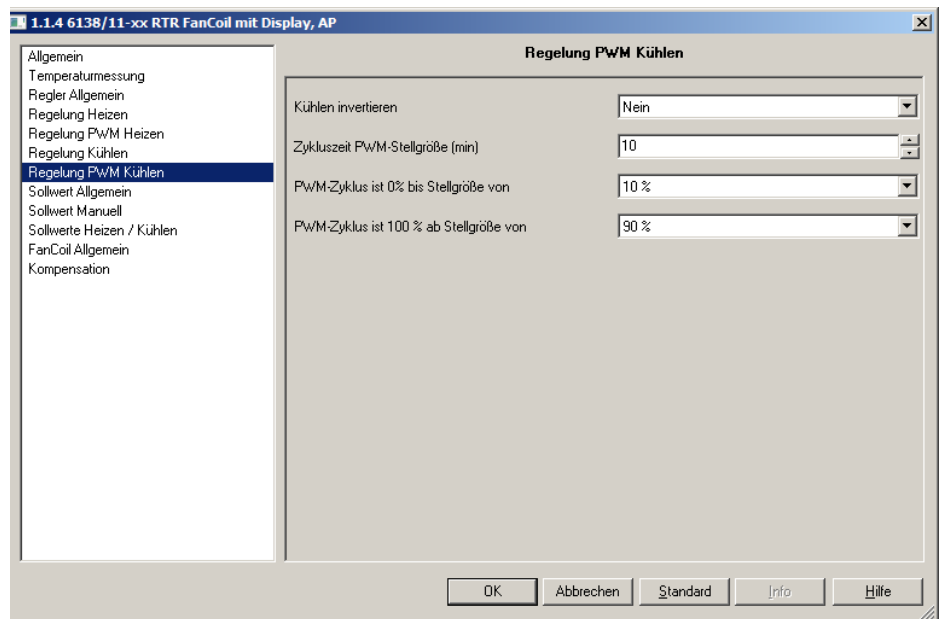 1.1.4 6138/11-xx RTR FanCoil mit Display, AP
Allgemein
Temperaturmessung
Regler Allgemein
Regelung Heizen
Regelung PWM Heizen
Regelung Kühlen
Regelung PWM Kühlen
Sollwert Allgemein
Sollwert Manuell
Sollwerte Heizen / Kühlen
FanCoil Allgemein
Kompensation
Regelung PWM Kühlen
Kühlen invertieren Nein
Zykluszeit PWM-Stellgröße (min) 10
PWM-Zyklus ist 0% bis Stellgröße von 10 %
PWM-Zyklus ist 100 % ab Stellgröße von 90 %
OK Abbrechen Standard Info Hilfe